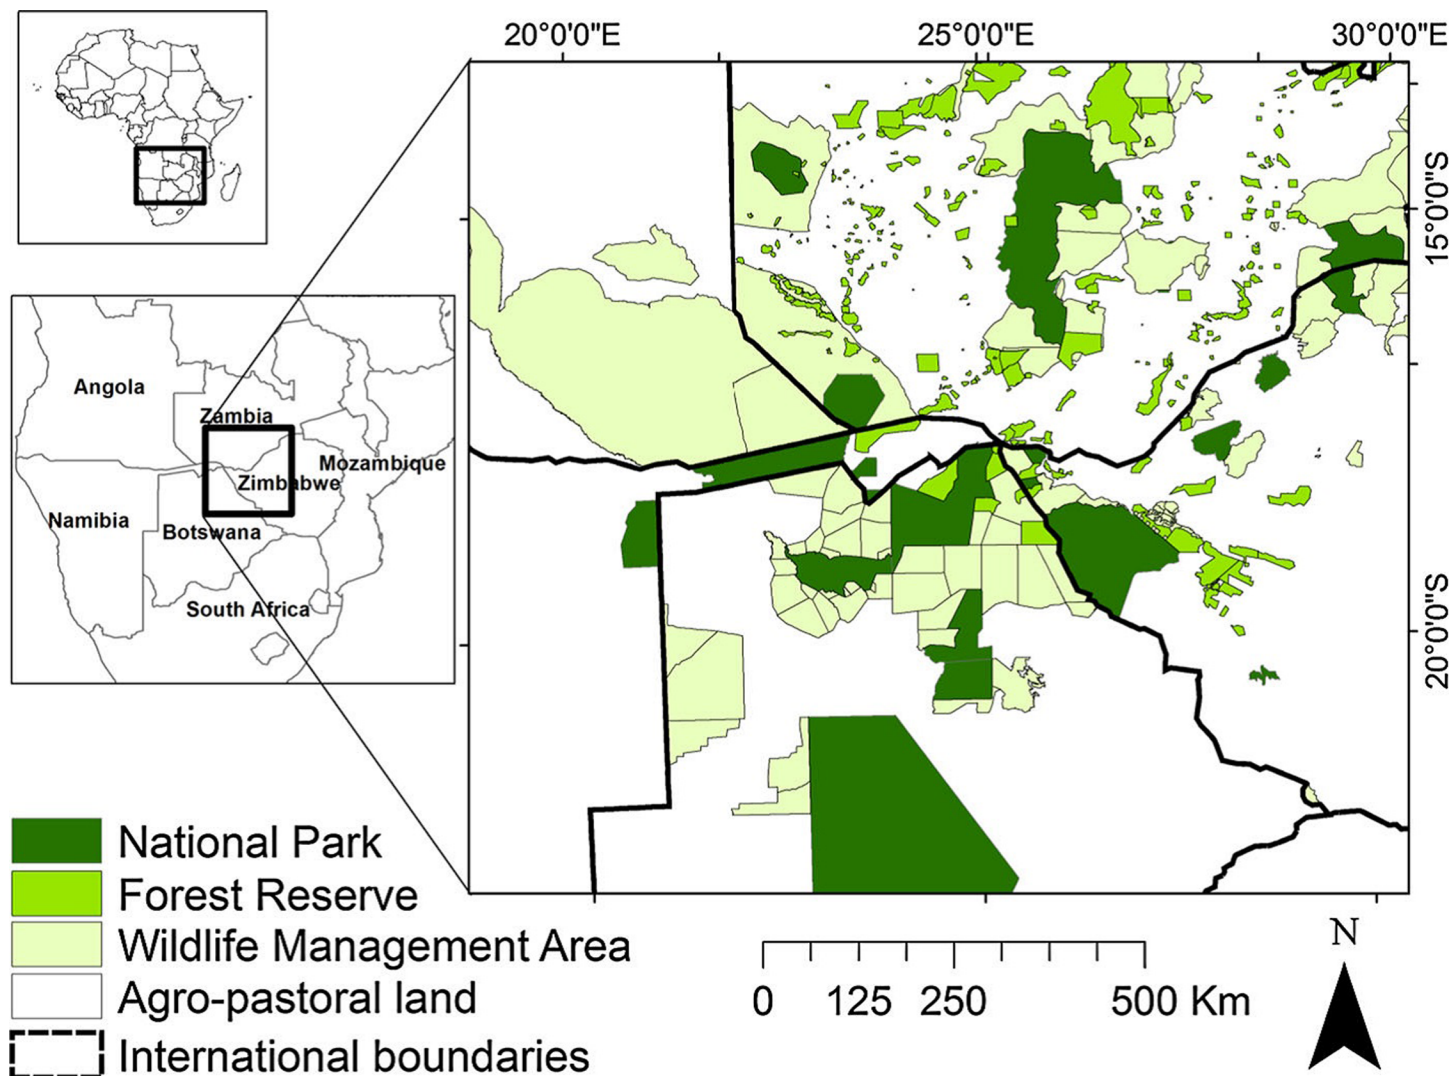 20°0'0"E 25°0'0"E 30°0'0"E
15°0'0"S
20°0'0"S
Angola
Zambia
Mozambique
Zimbabwe
Namibia
Botswana
South Africa
National Park
Forest Reserve
Wildlife Management Area
Agro-pastoral land
International boundaries
0 125 250 500 Km
N